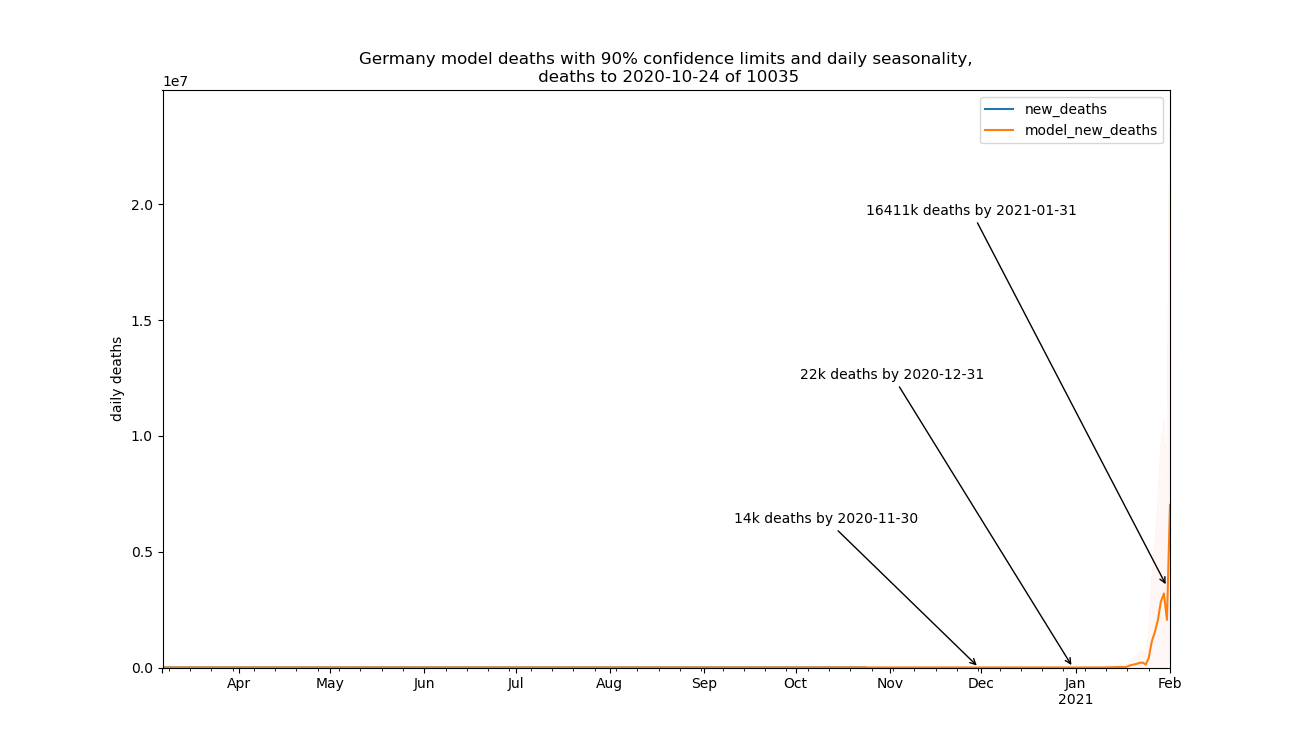 Germany model deaths with 90% confidence limits and daily seasonality,
deaths to 2020-10-24 of 10035
1e7
new_deaths
model_new_deaths
2.0
1.5
1.0
0.5
0.0
daily deaths
16411k deaths by 2021-01-31
22k deaths by 2020-12-31
14k deaths by 2020-11-30
Apr May Jun Jul Aug Sep Oct Nov Dec Jan Feb
2021